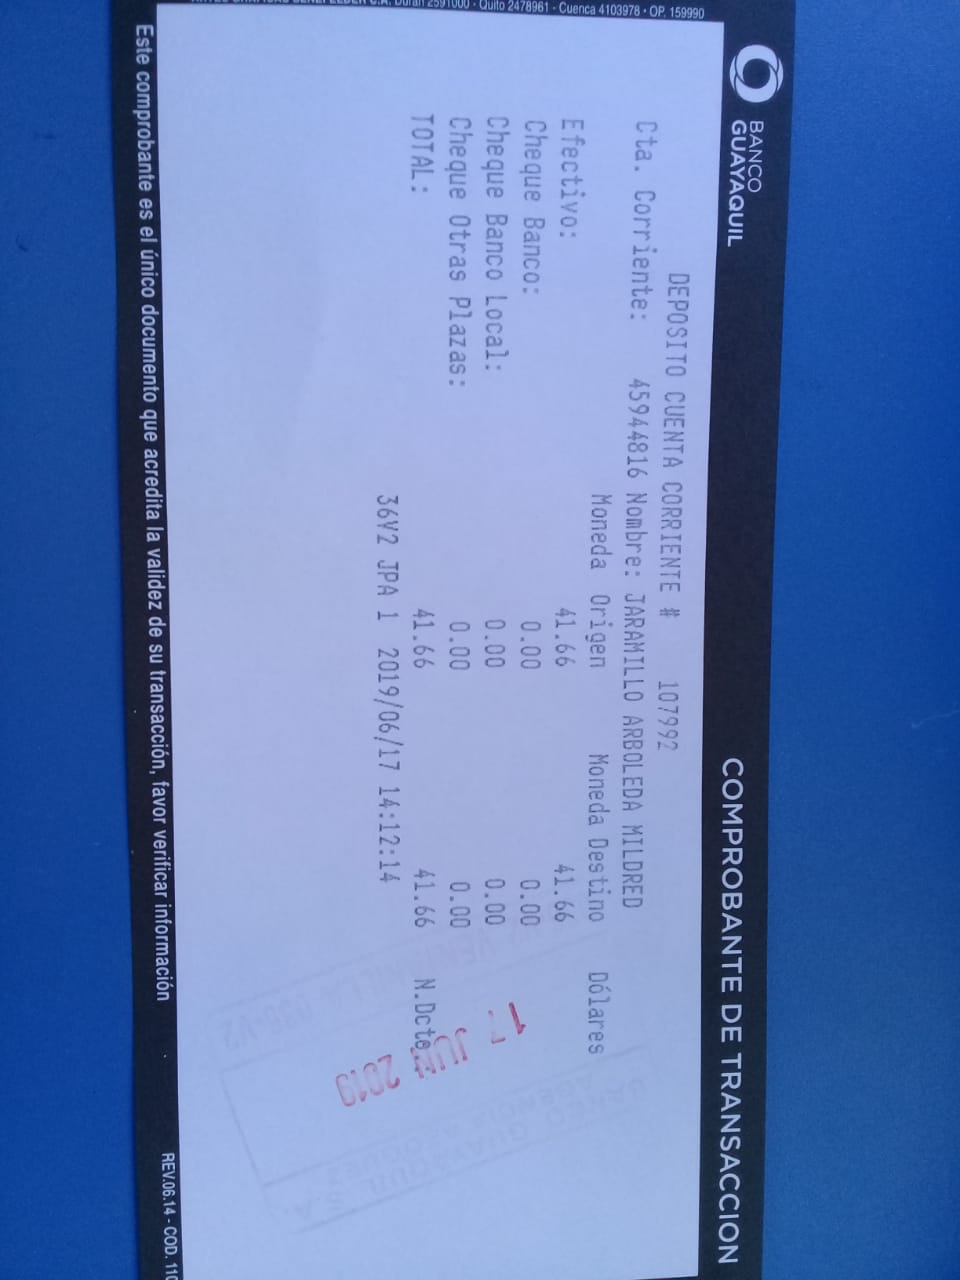 BANCO
GUAYAQUIL
COMPROBANTE DE TRANSACCION
DEPOSITO CUENTA CORRIENTE # 107992
Cta. Corriente: 45944816 Nombre: JARAMILLO ARBOLEDA MILDRED
Moneda Origen Moneda Destino Dólares
Efectivo: 41.66 41.66
Cheque Banco: 0.00 0.00
Cheque Banco Local: 0.00 0.00
Cheque Otras Plazas: 0.00 0.00
TOTAL: 41.66 41.66 N.Dcto
36V2 JPA 1 2019/06/17 14:12:14
17 JUN 2019
BANCO GUAYAQUIL S.A.
AGENCIA
Este comprobante es el único documento que acredita la validez de su transacción, favor verificar información
REV.06.14 - COD. 110
Quito 2478961 - Cuenca 4103978 - OP. 159990